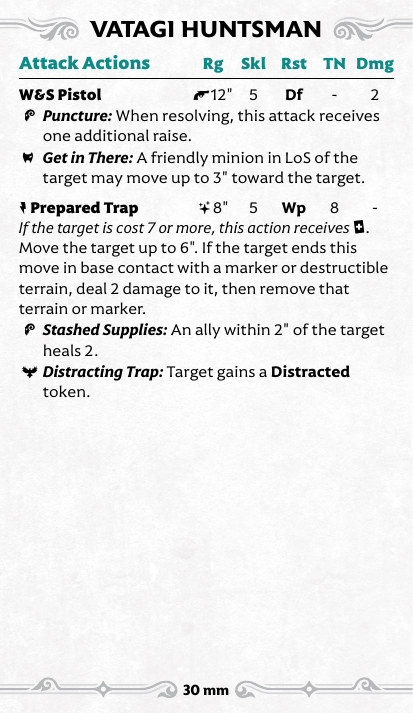 VATAGI HUNTSMAN
Attack Actions Rg Skl Rst TN Dmg
W&S Pistol 12" 5 Df - 2
Puncture: When resolving, this attack receives
one additional raise.
Get in There: A friendly minion in LoS of the
target may move up to 3" toward the target.
Prepared Trap 8" 5 Wp 8 -
If the target is cost 7 or more, this action receives .
Move the target up to 6". If the target ends this
move in base contact with a marker or destructible
terrain, deal 2 damage to it, then remove that
terrain or marker.
Stashed Supplies: An ally within 2" of the target
heals 2.
Distracting Trap: Target gains a Distracted
token.
30 mm